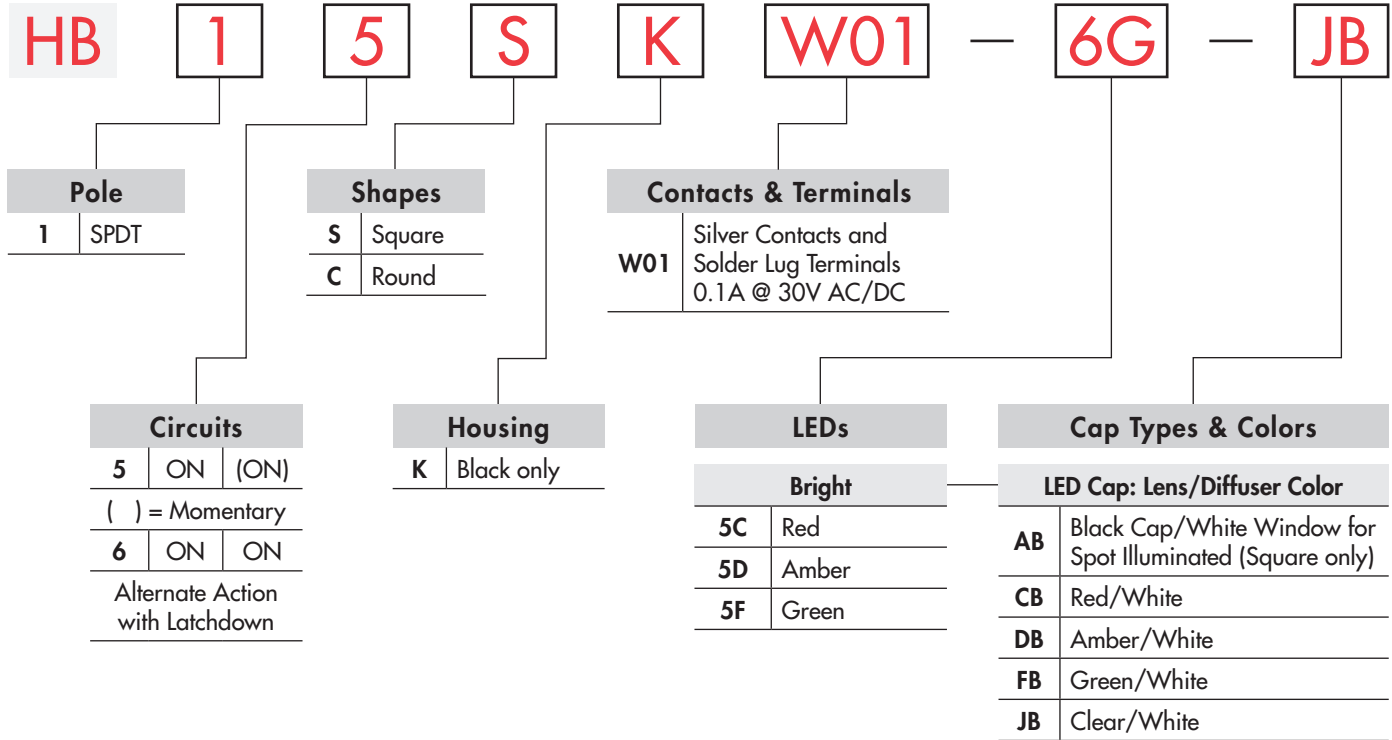 HB 1 5 S K W01 — 6G — JB
Pole
1 SPDT
Shapes
S Square
C Round
Contacts & Terminals
W01 Silver Contacts and
Solder Lug Terminals
0.1A @ 30V AC/DC
Circuits
5 ON (ON)
( ) = Momentary
6 ON ON
Alternate Action
with Latchdown
Housing
K Black only
LEDs
Bright
5C Red
5D Amber
5F Green
Cap Types & Colors
LED Cap: Lens/Diffuser Color
AB Black Cap/White Window for
Spot Illuminated (Square only)
CB Red/White
DB Amber/White
FB Green/White
JB Clear/White